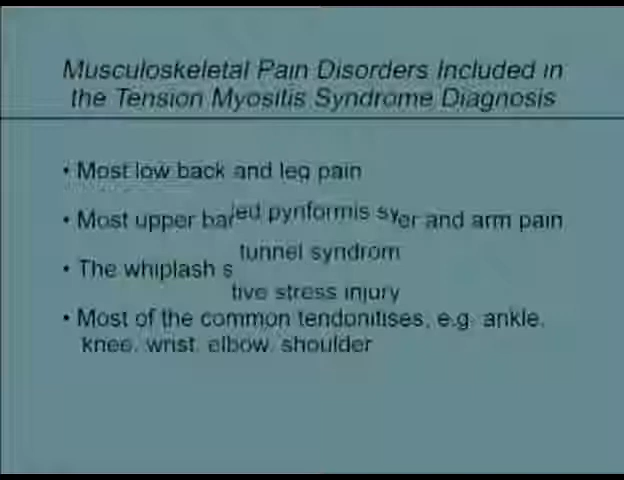 Musculoskeletal Pain Disorders Included in
the Tension Myositis Syndrome Diagnosis
• Most low back and leg pain
• Most upper bac ed pyriformis sy er and arm pain
tunnel syndrom
• The whiplash s
tive stress injury
• Most of the common tendonitises, e.g. ankle,
knee, wrist, elbow, shoulder